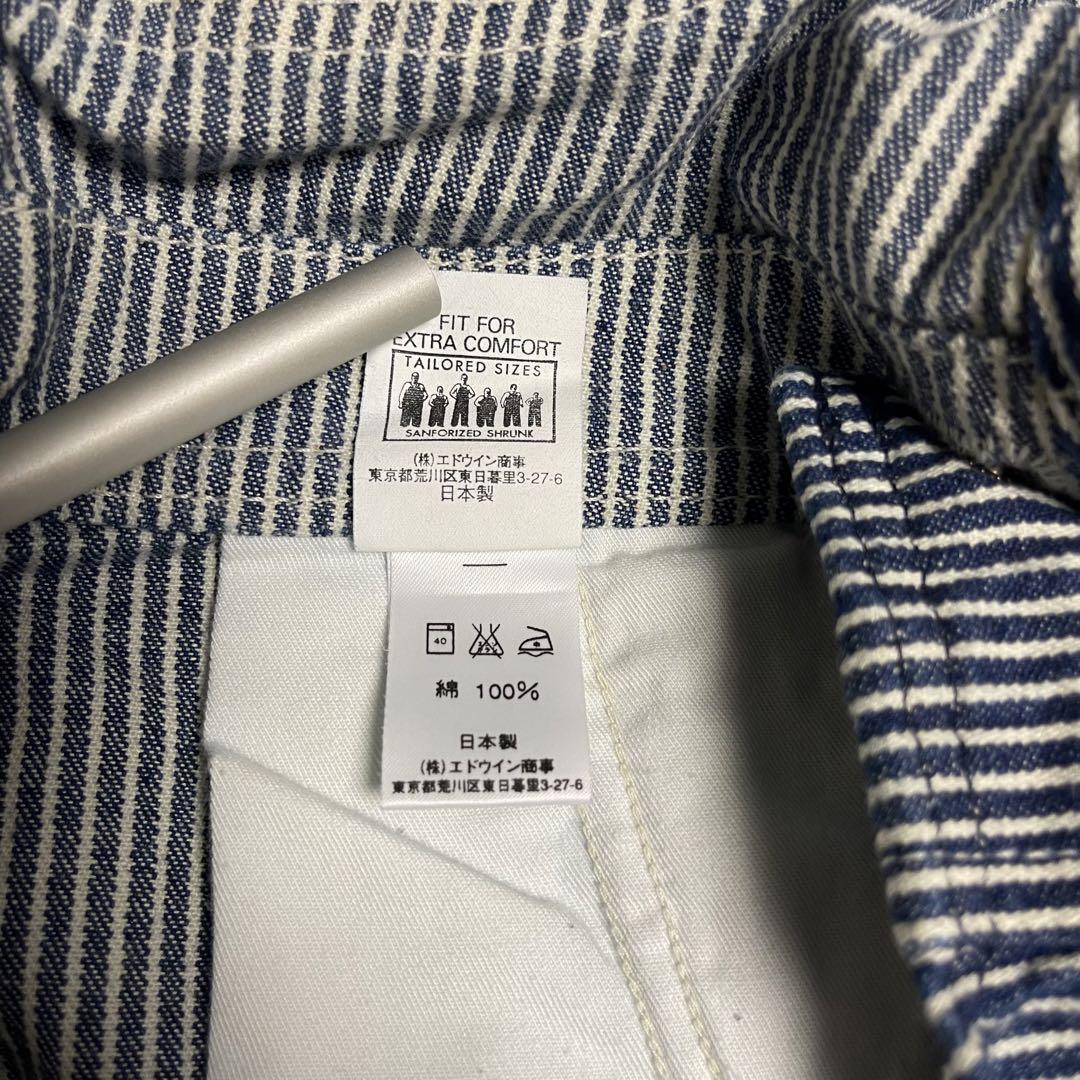 FIT FOR
EXTRA COMFORT
TAILORED SIZES
SANFORIZED SHRUNK
(株)エドウイン商事
東京都荒川区東日暮里3-27-6
日本製
40
綿 100%
日本製
(株)エドウイン商事
東京都荒川区東日暮里3-27-6